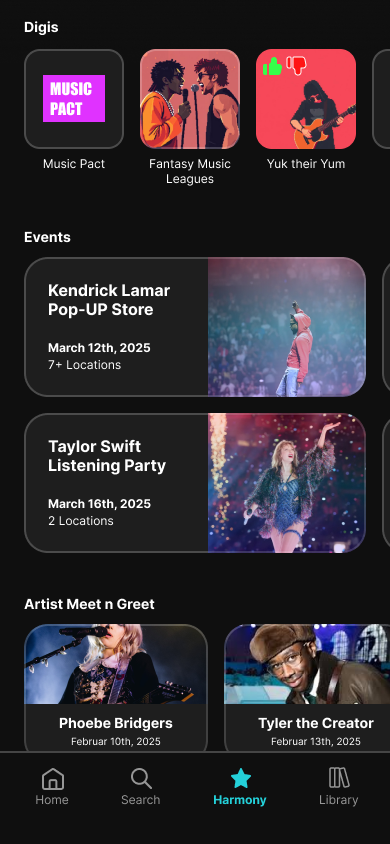 Digis
MUSIC
PACT
Music Pact
Fantasy Music
Leagues
Yuk their Yum
Events
Kendrick Lamar
Pop-UP Store
March 12th, 2025
7+ Locations
Taylor Swift
Listening Party
March 16th, 2025
2 Locations
Artist Meet n Greet
Phoebe Bridgers
Februar 10th, 2025
Tyler the Creator
Februar 13th, 2025
Home
Search
Harmony
Library